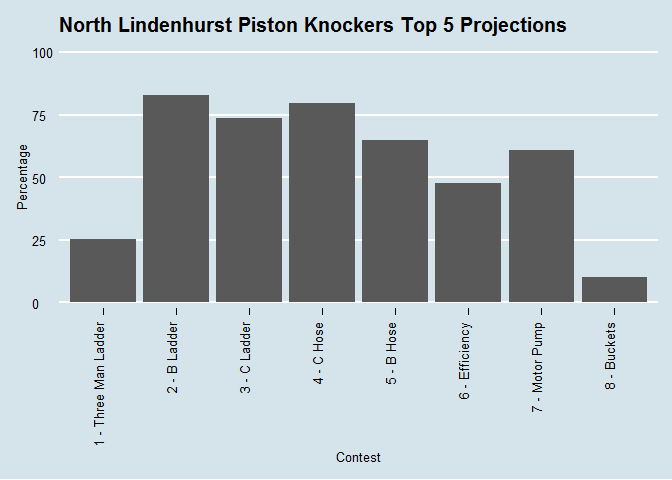 North Lindenhurst Piston Knockers Top 5 Projections
100
75
50
25
0
Percentage
1 - Three Man Ladder
2 - B Ladder
3 - C Ladder
4 - C Hose
5 - B Hose
6 - Efficiency
7 - Motor Pump
8 - Buckets
Contest